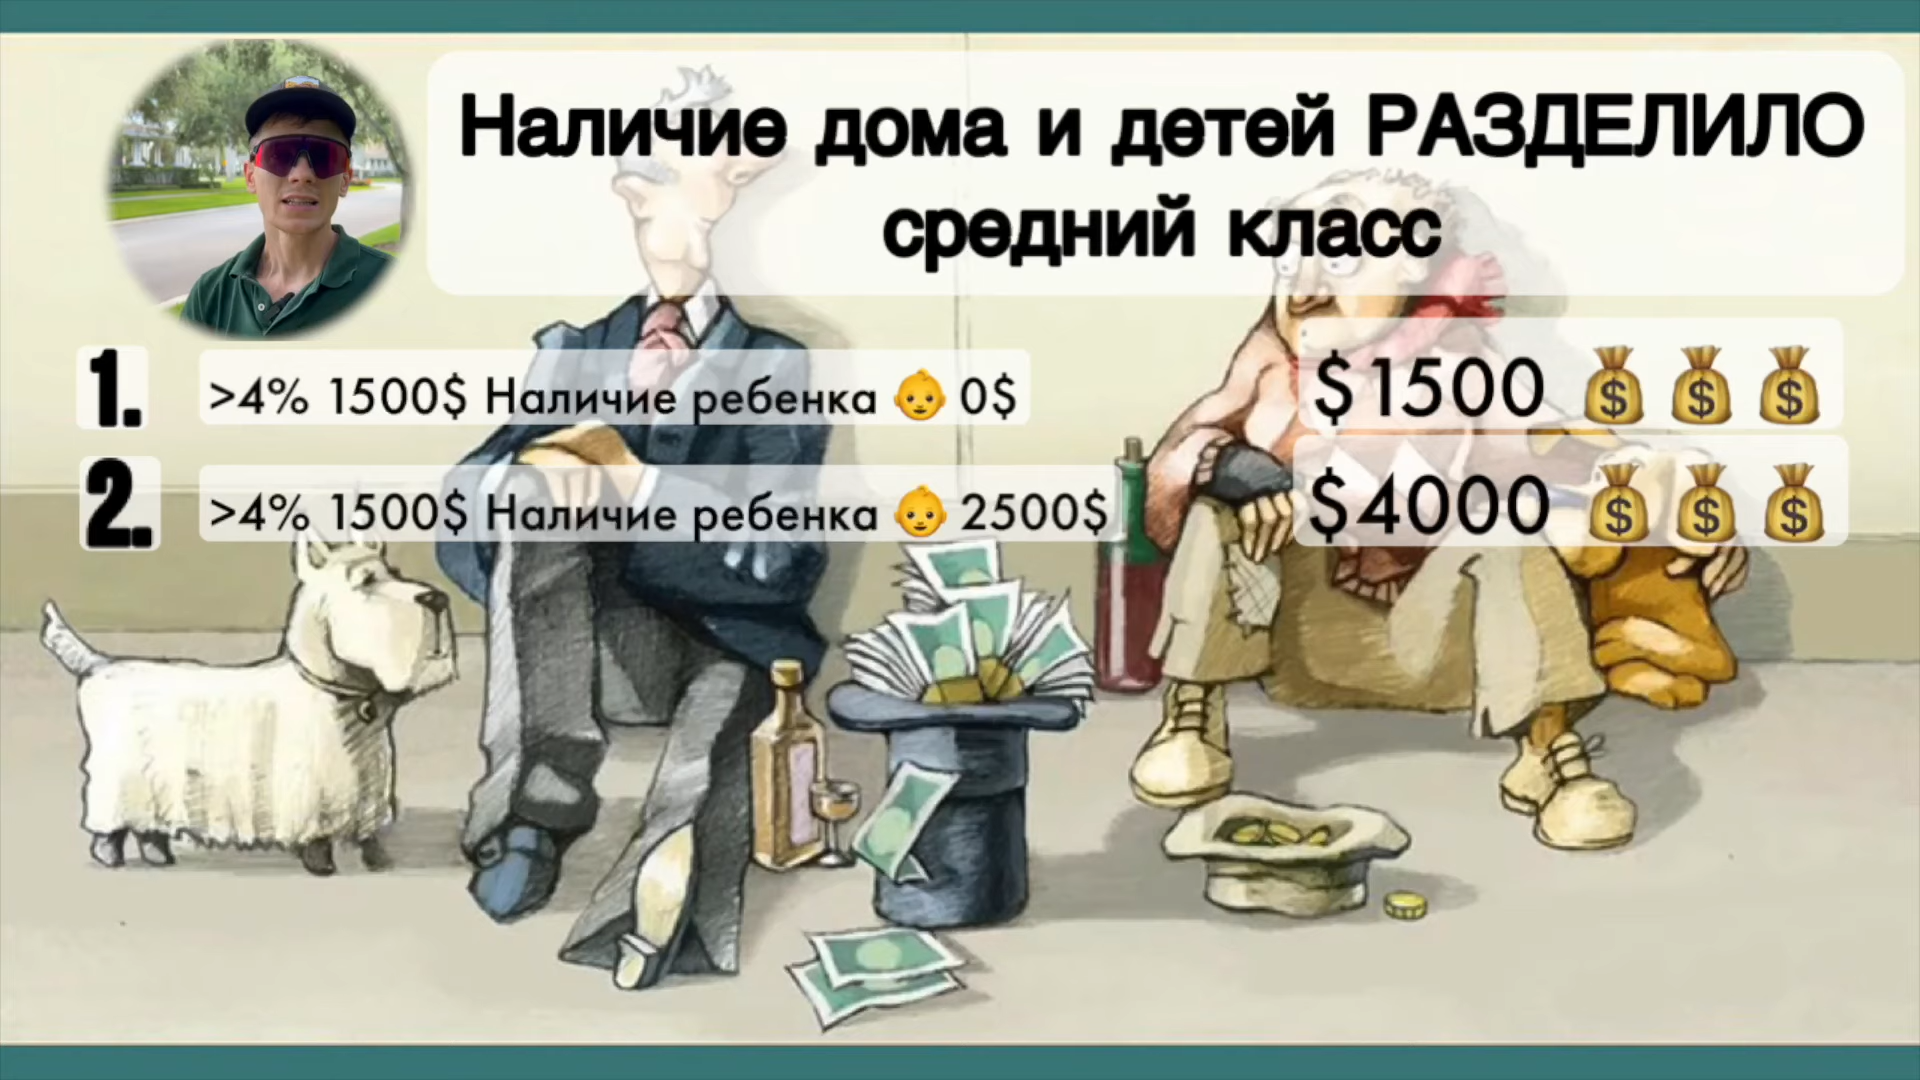 Наличие дома и детей РАЗДЕЛИЛО
средний класс
1. >4% 1500$ Наличие ребенка 👶 0$ $1500 💰💰💰
2. >4% 1500$ Наличие ребенка 👶 2500$ $4000 💰💰💰